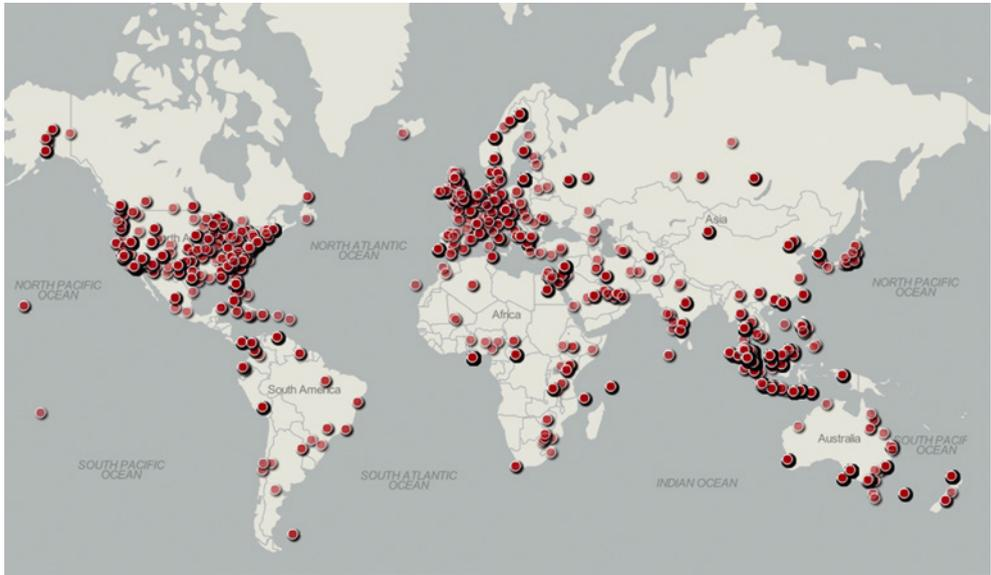 Asia
NORTH ATLANTIC
OCEAN
NORTH PACIFIC
OCEAN
NORTH PACIFIC
OCEAN
Africa
South America
Australia
SOUTH PACIF
OCEAN
SOUTH PACIFIC
OCEAN
SOUTH ATLANTIC
OCEAN
INDIAN OCEAN